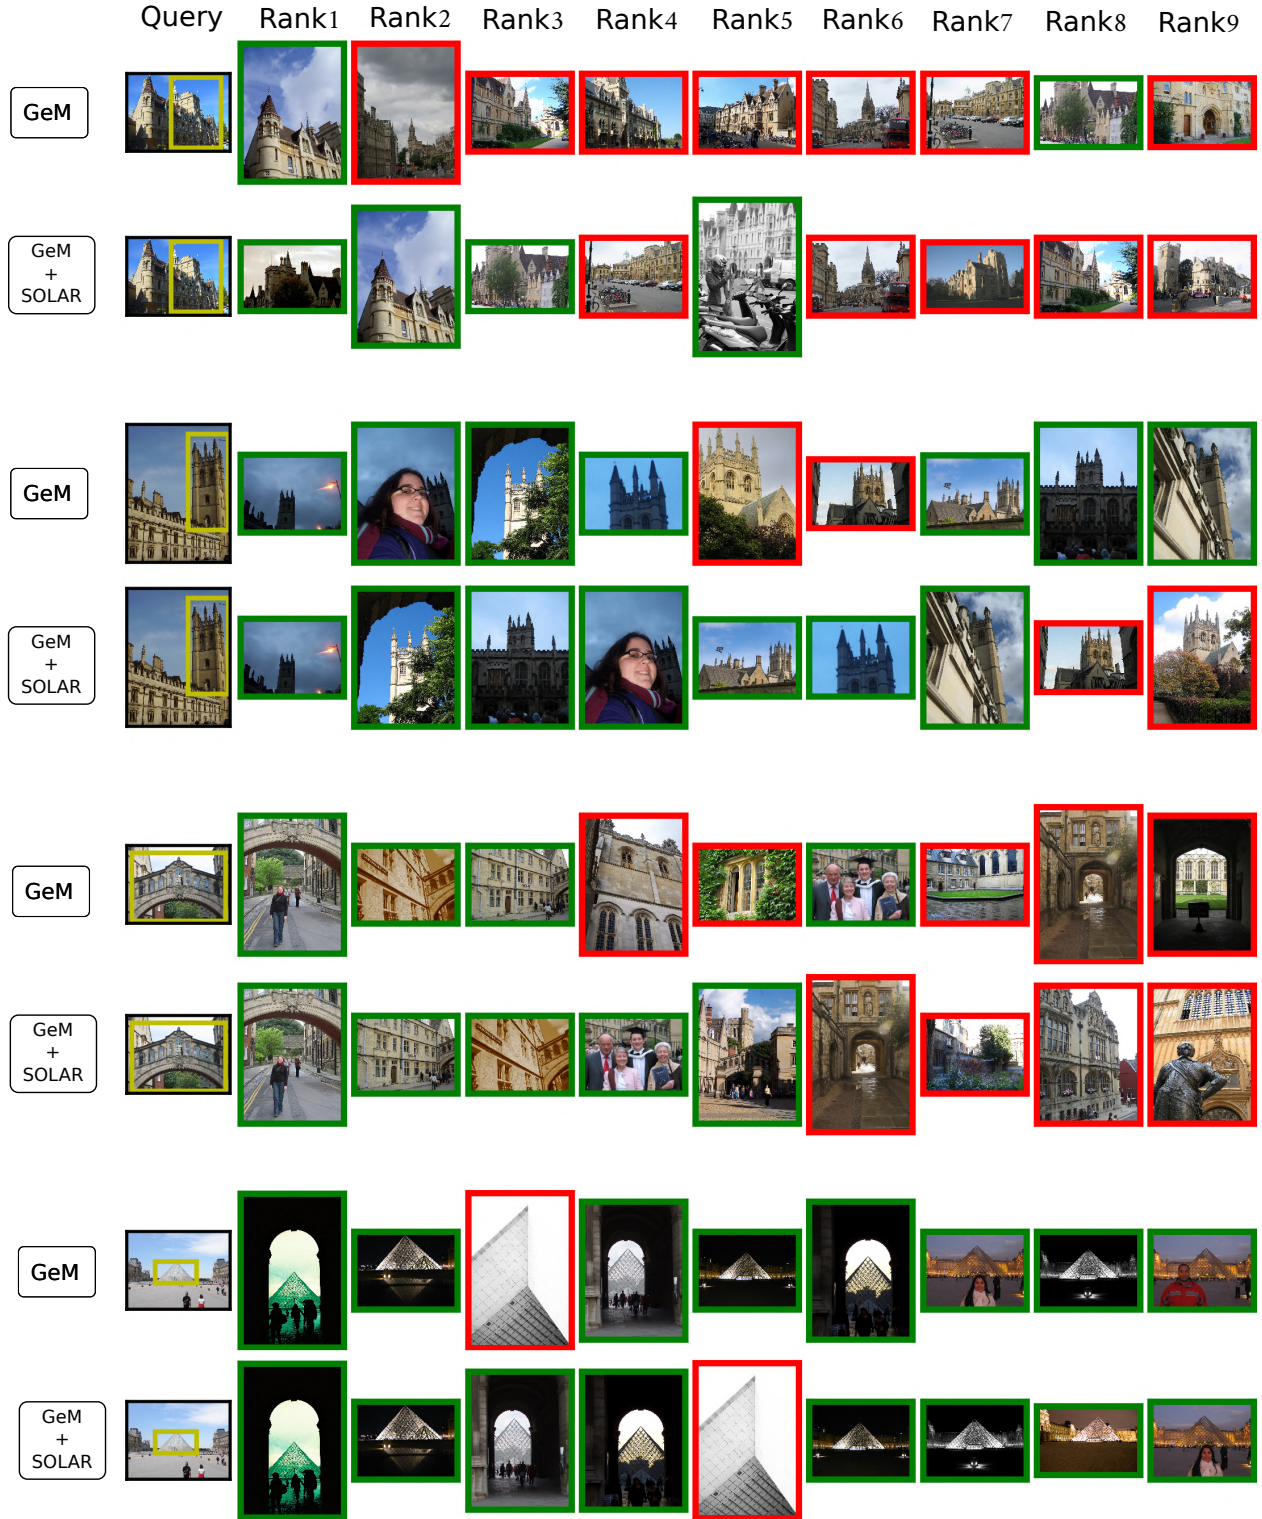 Query Rank1 Rank2 Rank3 Rank4 Rank5 Rank6 Rank7 Rank8 Rank9
GeM
GeM
+
SOLAR
GeM
GeM
+
SOLAR
GeM
GeM
+
SOLAR
GeM
GeM
+
SOLAR